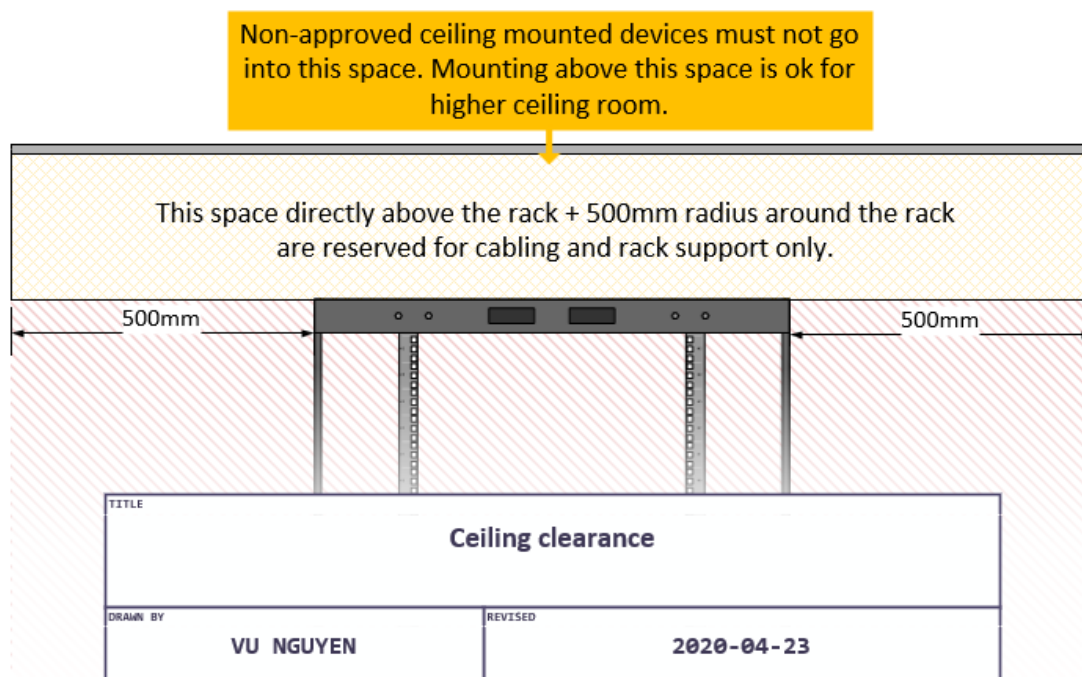 Non-approved ceiling mounted devices must not go
into this space. Mounting above this space is ok for
higher ceiling room.
This space directly above the rack + 500mm radius around the rack
are reserved for cabling and rack support only.
500mm
500mm
TITLE
Ceiling clearance
DRAWN BY
VU NGUYEN
REVISED
2020-04-23